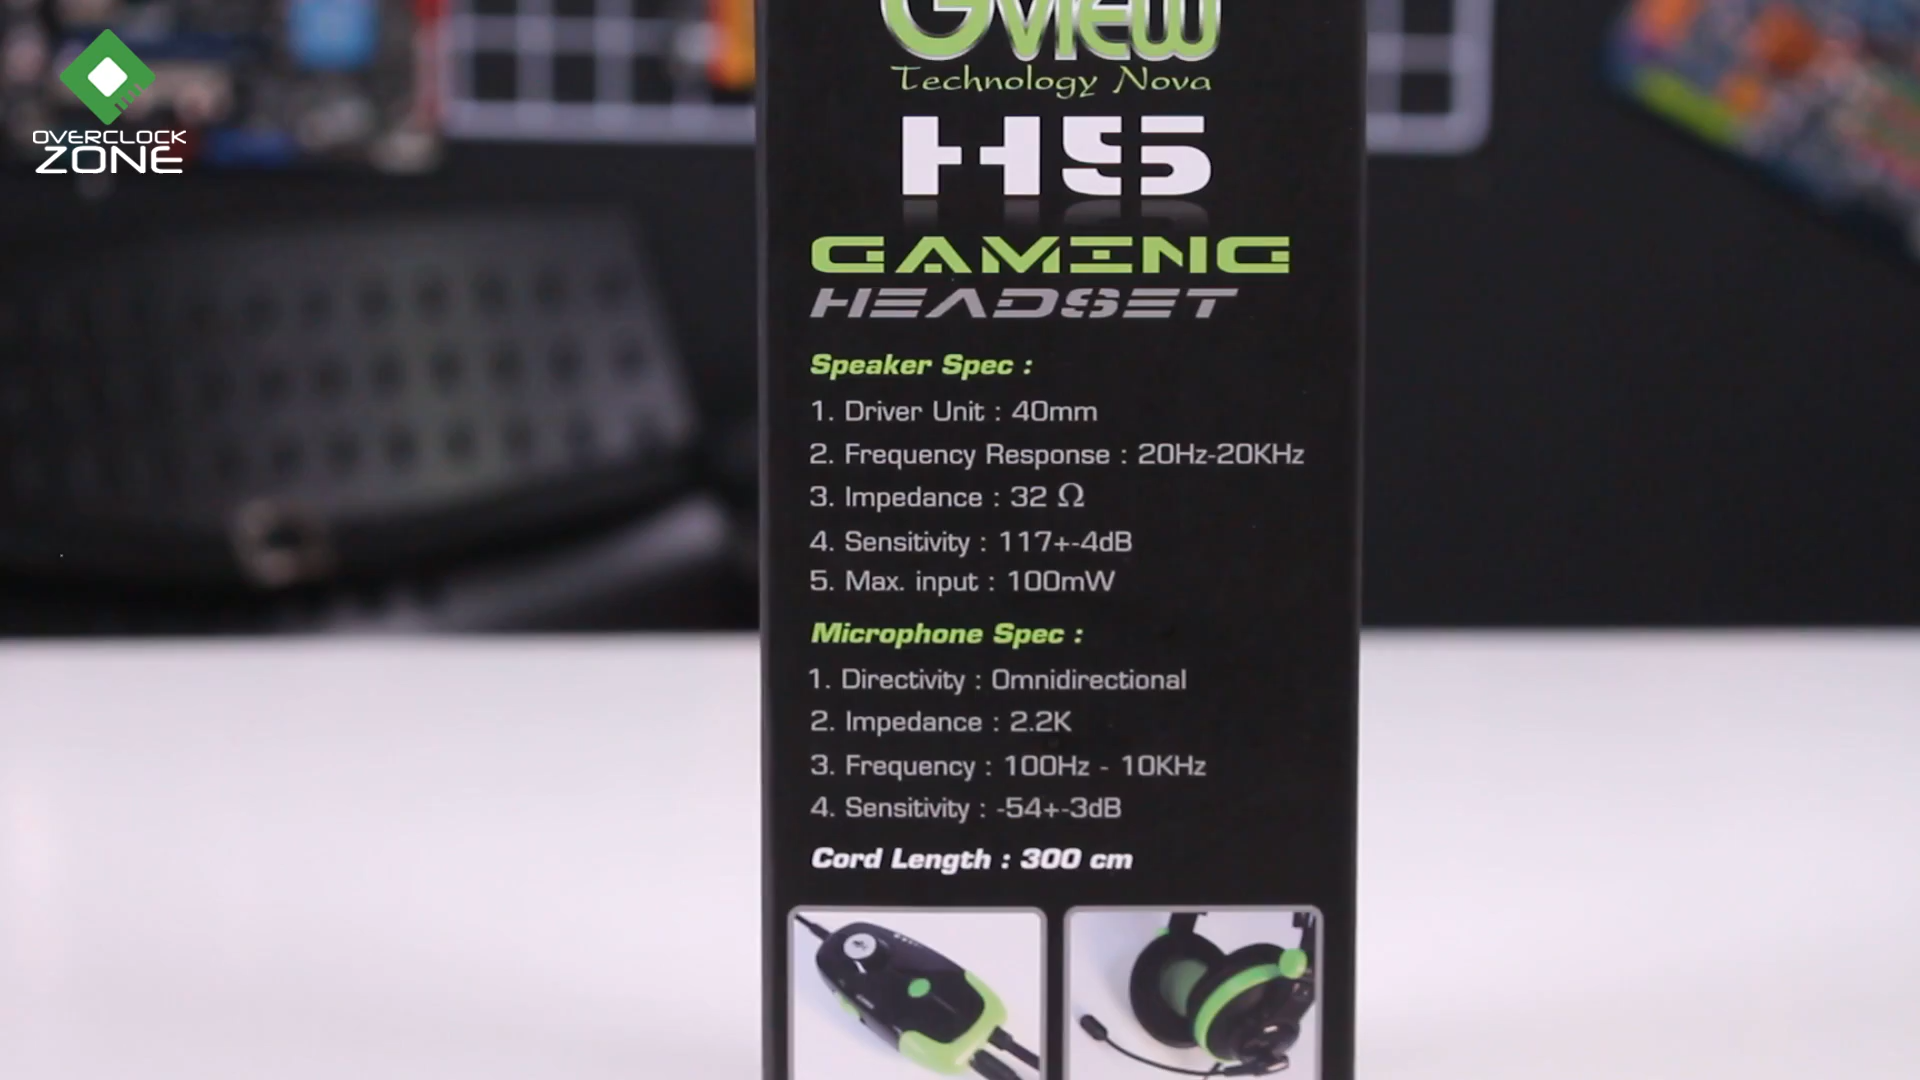 OVERCLOCK
ZONE
Gview
Technology Nova
H5
GAMING
HEADSET
Speaker Spec :
1. Driver Unit : 40mm
2. Frequency Response : 20Hz-20KHz
3. Impedance : 32 Ω
4. Sensitivity : 117+-4dB
5. Max. input : 100mW
Microphone Spec :
1. Directivity : Omnidirectional
2. Impedance : 2.2K
3. Frequency : 100Hz - 10KHz
4. Sensitivity : -54+-3dB
Cord Length : 300 cm